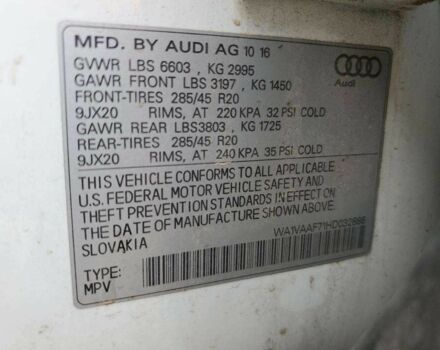 MFD. BY AUDI AG 10 16
GVWR LBS 6603 , KG 2995
GAWR FRONT LBS 3197 , KG 1450
FRONT-TIRES 285/45 R20
9JX20 RIMS, AT 220 KPA 32 PSI COLD
GAWR REAR LBS3803 , KG 1725
REAR-TIRES 285/45 R20
9JX20 RIMS, AT 240 KPA 35 PSI COLD
THIS VEHICLE CONFORMS TO ALL APPLICABLE
U.S. FEDERAL MOTOR VEHICLE SAFETY AND
THEFT PREVENTION STANDARDS IN EFFECT ON
THE DATE OF MANUFACTURE SHOWN ABOVE
SLOVAKIA
TYPE:
MPV
Audi